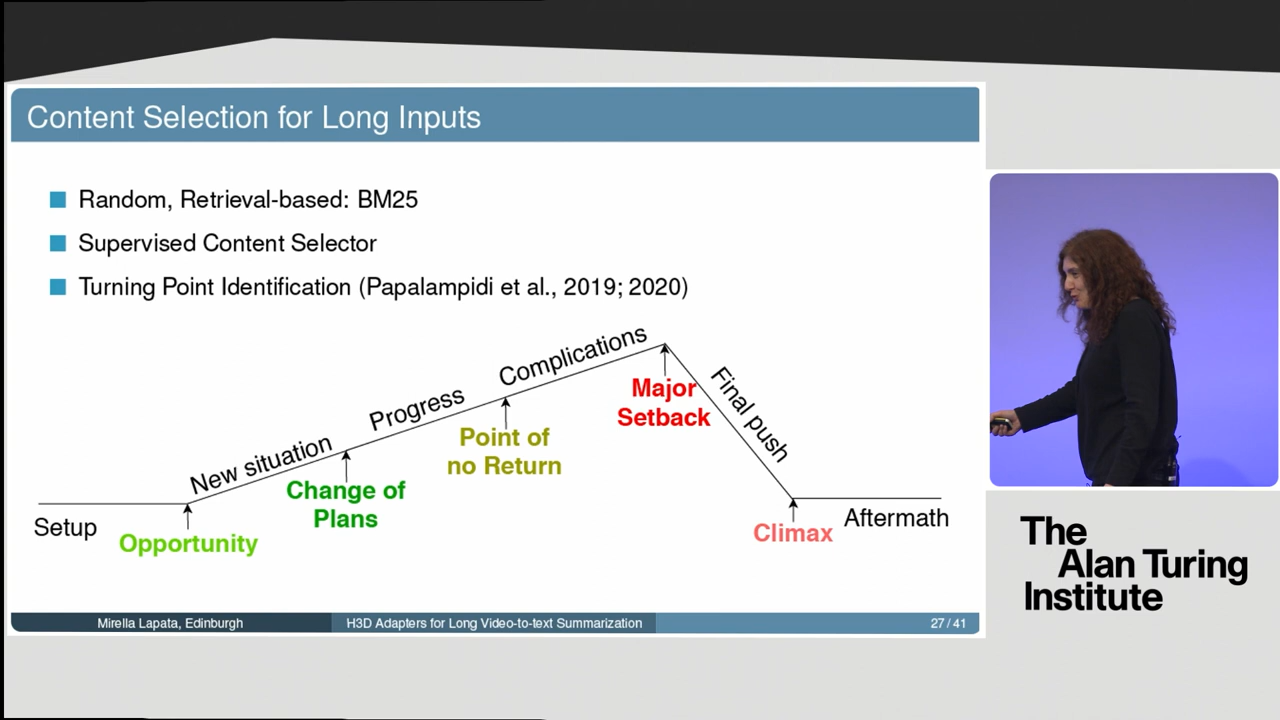 Content Selection for Long Inputs
Random, Retrieval-based: BM25
Supervised Content Selector
Turning Point Identification (Papalampidi et al., 2019; 2020)
Setup
Opportunity
New situation
Change of
Plans
Progress
Point of
no Return
Complications
Major
Setback
Final push
Climax
Aftermath
Mirella Lapata, Edinburgh
H3D Adapters for Long Video-to-text Summarization
27 / 41
The
Alan Turing
Institute